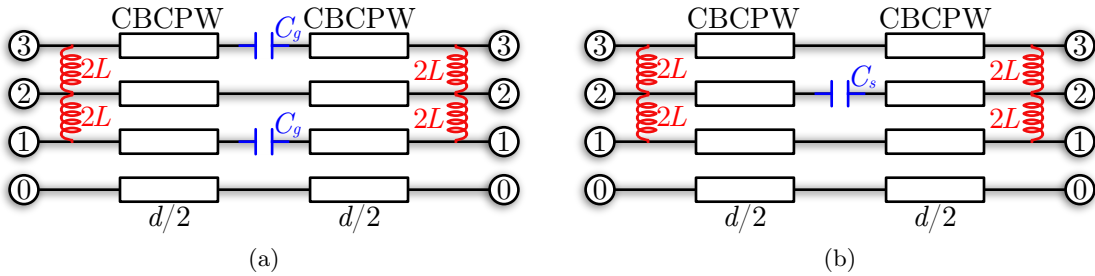 CBCPW C_g CBCPW
3 3
2L 2L
2 2
2L C_g 2L
1 1
0 0
d/2 d/2
(a)
CBCPW CBCPW
3 3
2L C_s 2L
2 2
2L 2L
1 1
0 0
d/2 d/2
(b)